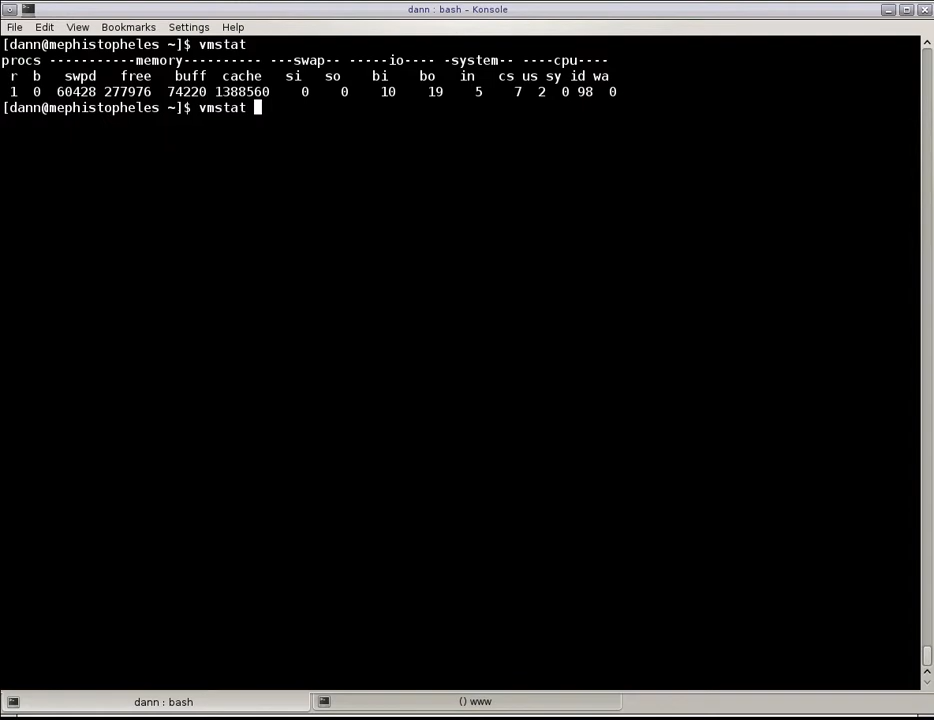 dann : bash - Konsole
File Edit View Bookmarks Settings Help
[dann@mephistopheles ~]$ vmstat
procs -----------memory---------- ---swap-- -----io---- -system-- ----cpu----
 r  b   swpd   free   buff  cache   si   so    bi    bo   in    cs us sy id wa
 1  0  60428 277976  74220 1388560    0    0    10    19    5    7  2  0 98  0
[dann@mephistopheles ~]$ vmstat
dann : bash
() www